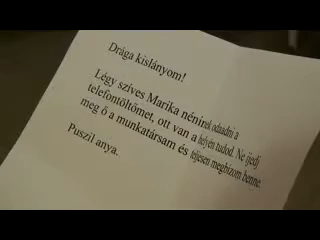 Drága kislányom!
Légy szíves Marika néninek odaadni a
telefontöltőmet, ott van a helyén tudod. Ne ijedj
meg ő a munkatársam és teljesen megbízom benne.
Puszil anya.